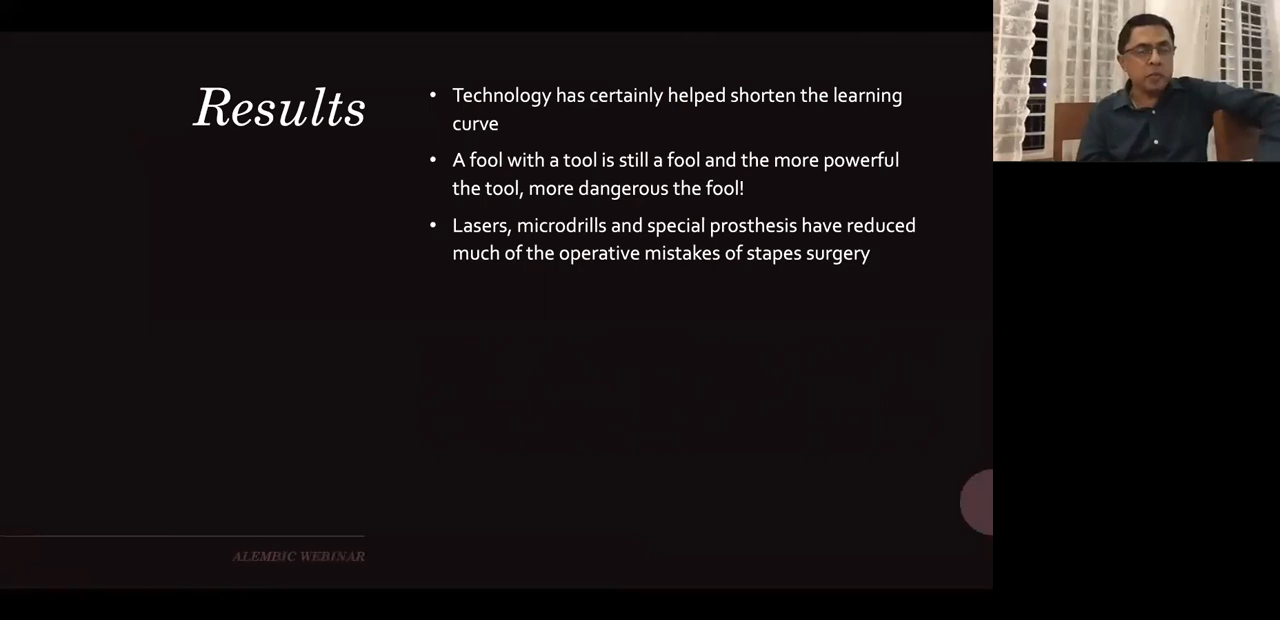 Results
• Technology has certainly helped shorten the learning
curve
• A fool with a tool is still a fool and the more powerful
the tool, more dangerous the fool!
• Lasers, microdrills and special prosthesis have reduced
much of the operative mistakes of stapes surgery
ALEMBIC WEBINAR